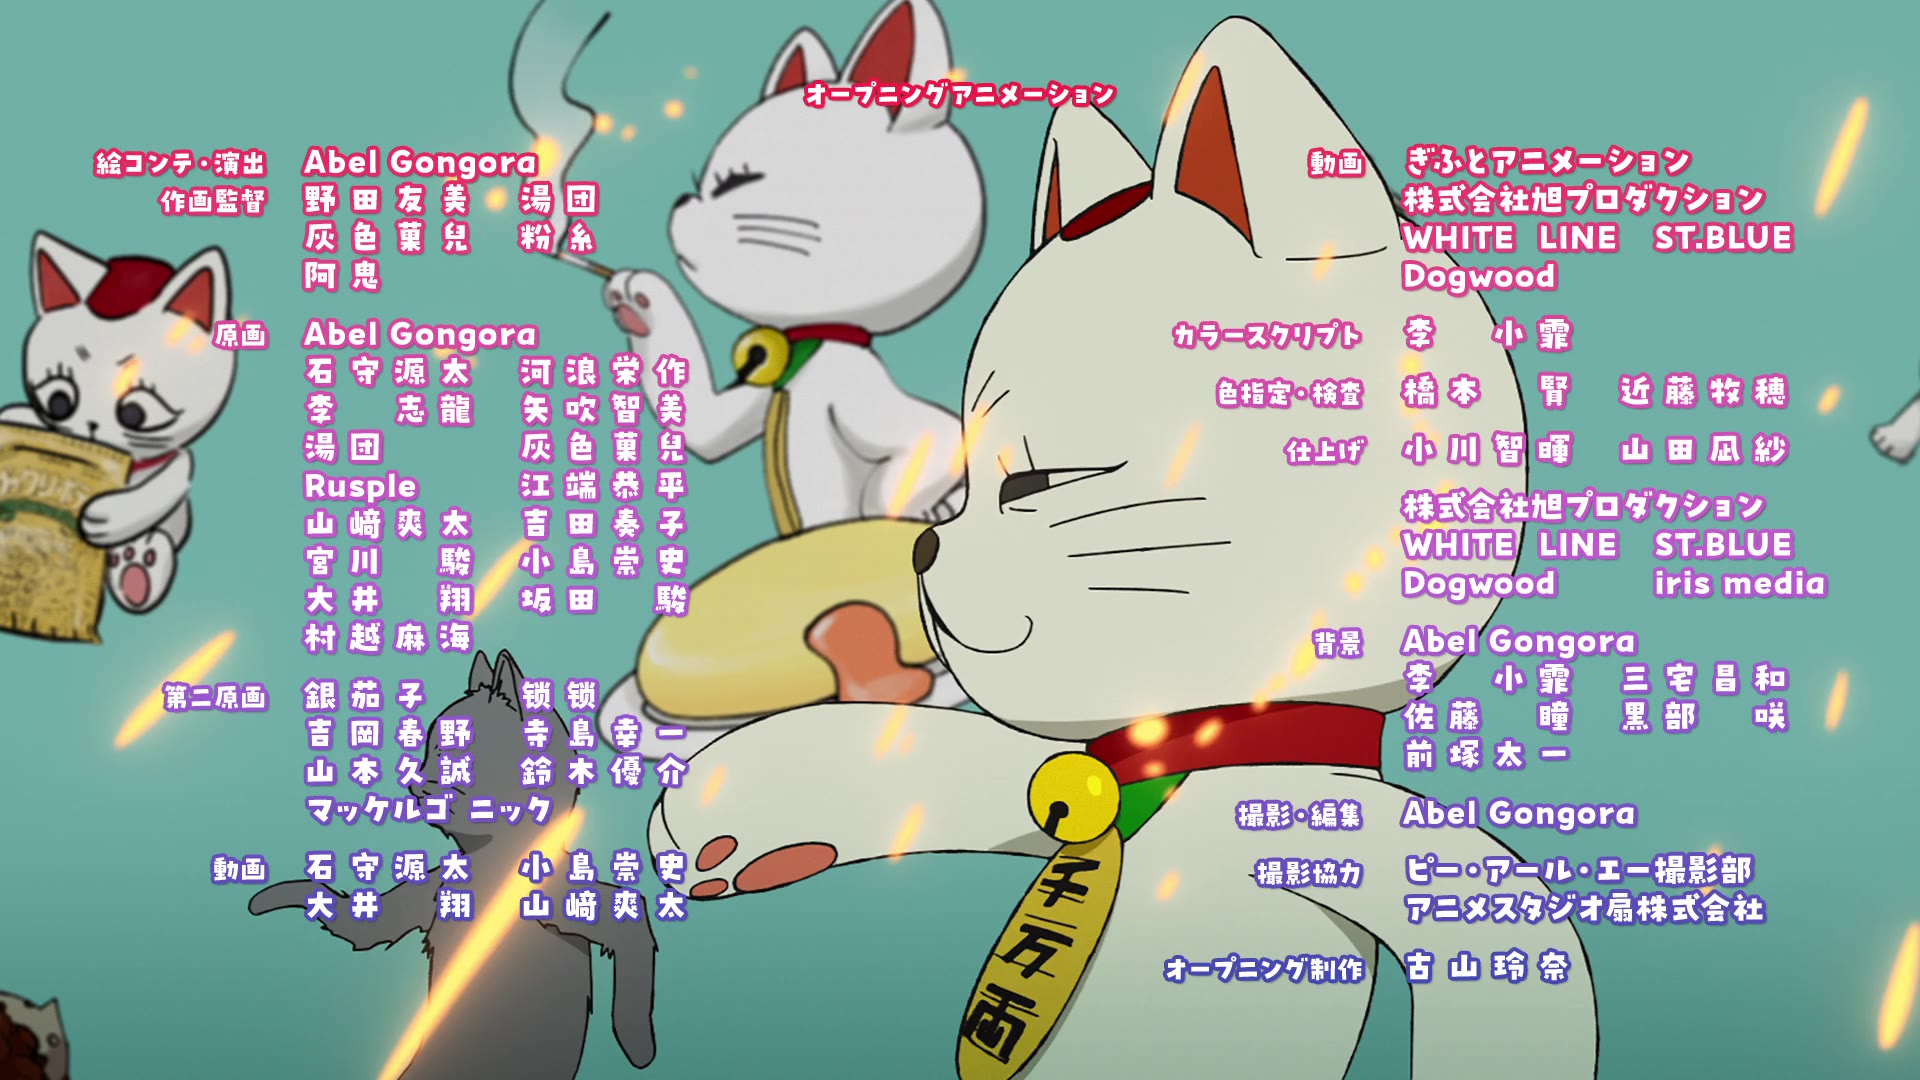 オープニングアニメーション
絵コンテ・演出 Abel Gongora
作画監督 野田友美 湯団
灰色菓兒 粉糸
阿鬼
原画 Abel Gongora
石守源太 河浪栄作
李 志龍 矢吹智美
湯団 灰色菓兒
Rusple 江端恭平
山﨑爽太 吉田奏子
宮川 駿 小島崇史
大井 翔 坂田 駿
村越麻海
第二原画 銀茄子 锁锁
吉岡春野 寺島幸一
山本久誠 鈴木優介
マッケルゴ ニック
動画 石守源太 小島崇史
大井 翔 山﨑爽太
動画 ぎふとアニメーション
株式会社旭プロダクション
WHITE LINE ST.BLUE
Dogwood
カラースクリプト 李 小霏
色指定・検査 橋本 賢 近藤牧穂
仕上げ 小川智暉 山田凪紗
株式会社旭プロダクション
WHITE LINE ST.BLUE
Dogwood iris media
背景 Abel Gongora
李 小霏 三宅昌和
佐藤 瞳 黒部 咲
前塚太一
撮影・編集 Abel Gongora
撮影協力 ピー・アール・エー撮影部
アニメスタジオ扇株式会社
オープニング制作 古山玲奈
千万両